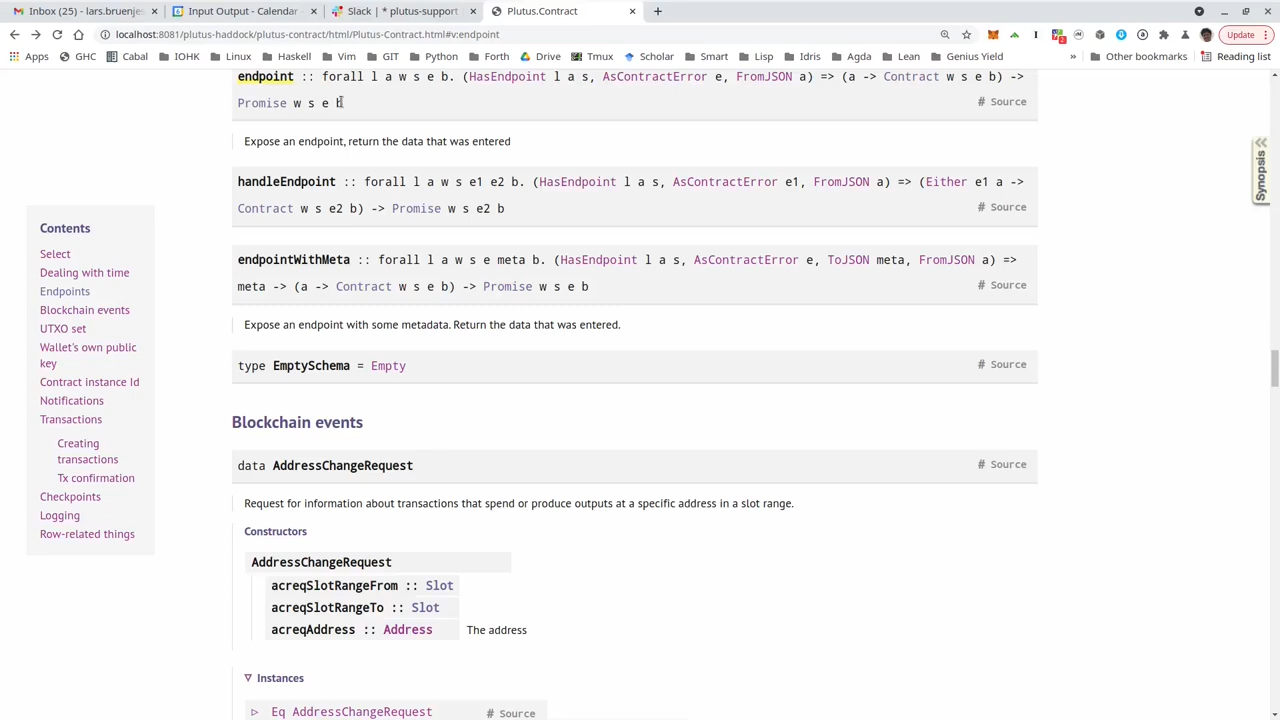 Inbox (25) - lars.bruenjes
Input Output - Calendar
Slack | * plutus-support
Plutus.Contract
localhost:8081/plutus-haddock/plutus-contract/html/Plutus-Contract.html#v:endpoint
Update
Apps GHC Cabal IOHK Linux Haskell Vim GIT Python Forth Drive Tmux Scholar Smart Lisp Idris Agda Lean Genius Yield » Other bookmarks Reading list
endpoint :: forall l a w s e b. (HasEndpoint l a s, AsContractError e, FromJSON a) => (a -> Contract w s e b) ->
Promise w s e b # Source
Expose an endpoint, return the data that was entered
handleEndpoint :: forall l a w s e1 e2 b. (HasEndpoint l a s, AsContractError e1, FromJSON a) => (Either e1 a ->
Contract w s e2 b) -> Promise w s e2 b # Source
endpointWithMeta :: forall l a w s e meta b. (HasEndpoint l a s, AsContractError e, ToJSON meta, FromJSON a) =>
meta -> (a -> Contract w s e b) -> Promise w s e b # Source
Expose an endpoint with some metadata. Return the data that was entered.
type EmptySchema = Empty # Source
Blockchain events
data AddressChangeRequest # Source
Request for information about transactions that spend or produce outputs at a specific address in a slot range.
Constructors
AddressChangeRequest
acreqSlotRangeFrom :: Slot
acreqSlotRangeTo :: Slot
acreqAddress :: Address The address
Instances
Eq AddressChangeRequest # Source
Contents
Select
Dealing with time
Endpoints
Blockchain events
UTXO set
Wallet's own public
key
Contract instance Id
Notifications
Transactions
Creating
transactions
Tx confirmation
Checkpoints
Logging
Row-related things
Synopsis